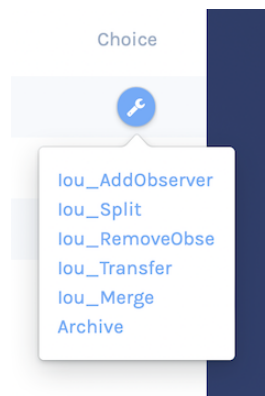 Choice
Iou_AddObserver
Iou_Split
Iou_RemoveObse
Iou_Transfer
Iou_Merge
Archive